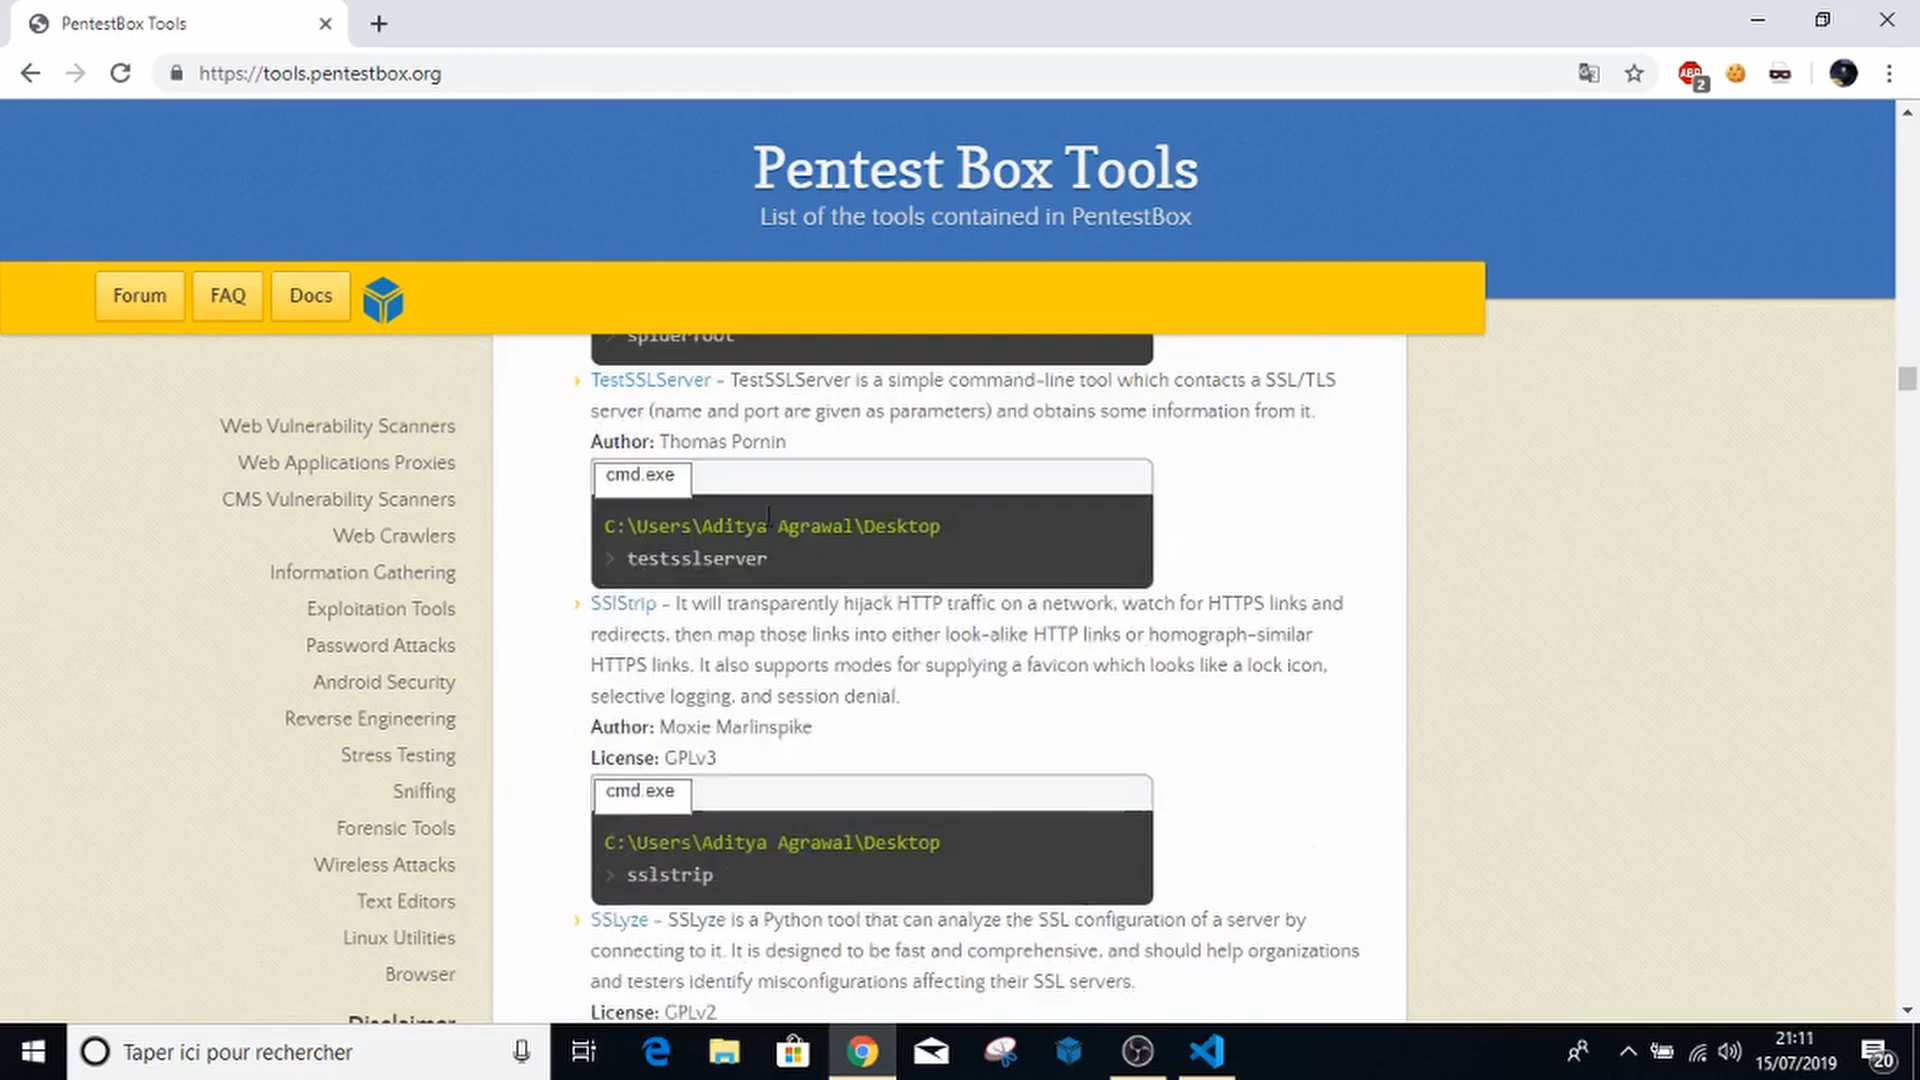 PentestBox Tools
https://tools.pentestbox.org
ABP
2
Pentest Box Tools
List of the tools contained in PentestBox
Forum
FAQ
Docs
Web Vulnerability Scanners
Web Applications Proxies
CMS Vulnerability Scanners
Web Crawlers
Information Gathering
Exploitation Tools
Password Attacks
Android Security
Reverse Engineering
Stress Testing
Sniffing
Forensic Tools
Wireless Attacks
Text Editors
Linux Utilities
Browser
Disclaimer
> spiderfoot
TestSSLServer - TestSSLServer is a simple command-line tool which contacts a SSL/TLS
server (name and port are given as parameters) and obtains some information from it.
Author: Thomas Pornin
cmd.exe
C:\Users\Aditya Agrawal\Desktop
> testsslserver
SSlStrip - It will transparently hijack HTTP traffic on a network, watch for HTTPS links and
redirects, then map those links into either look-alike HTTP links or homograph-similar
HTTPS links. It also supports modes for supplying a favicon which looks like a lock icon,
selective logging, and session denial.
Author: Moxie Marlinspike
License: GPLv3
cmd.exe
C:\Users\Aditya Agrawal\Desktop
> sslstrip
SSLyze - SSLyze is a Python tool that can analyze the SSL configuration of a server by
connecting to it. It is designed to be fast and comprehensive, and should help organizations
and testers identify misconfigurations affecting their SSL servers.
License: GPLv2
Taper ici pour rechercher
21:11
15/07/2019
20